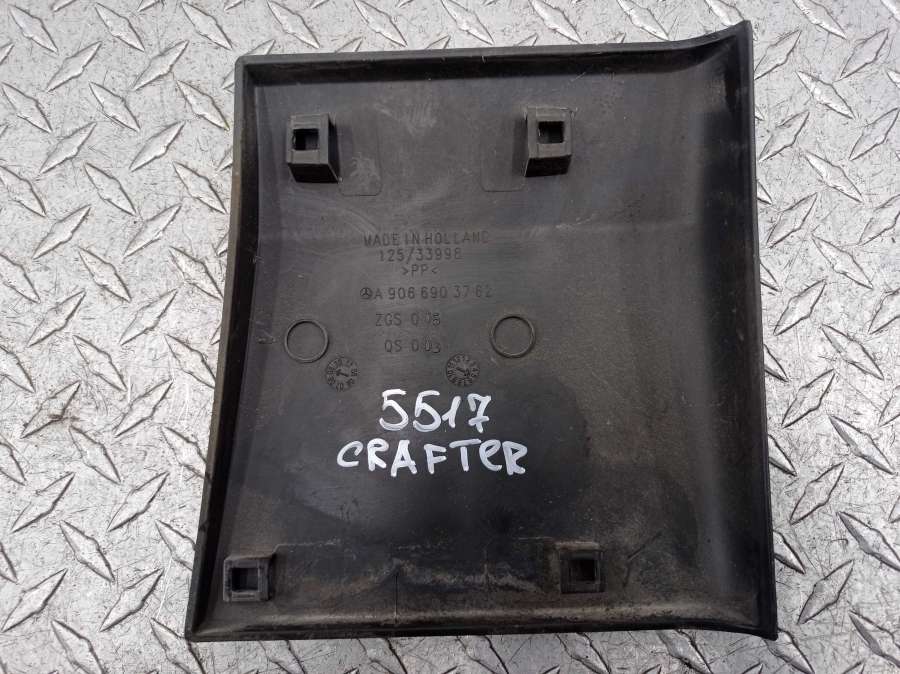 MADE IN HOLLAND
125/33998
>PP<
A 906 690 37 62
ZGS 005
QS 003
5517
CRAFTER